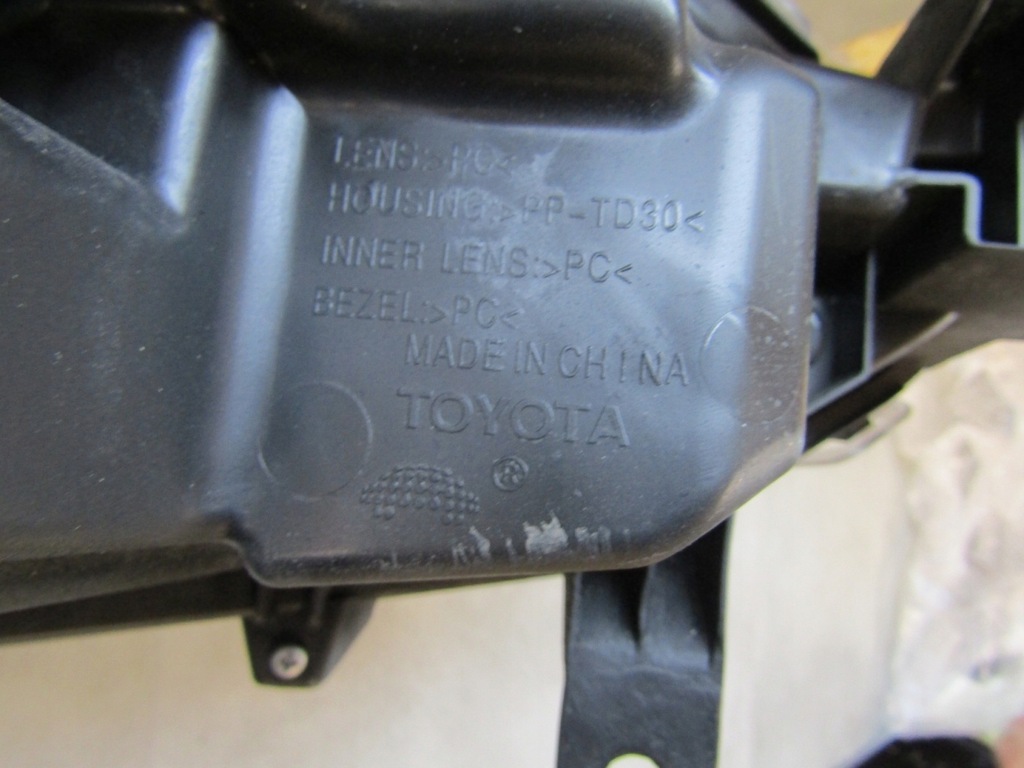 LENS:>PC<
HOUSING:>PP-TD30<
INNER LENS:>PC<
BEZEL:>PC<
MADE IN CHINA
TOYOTA
®